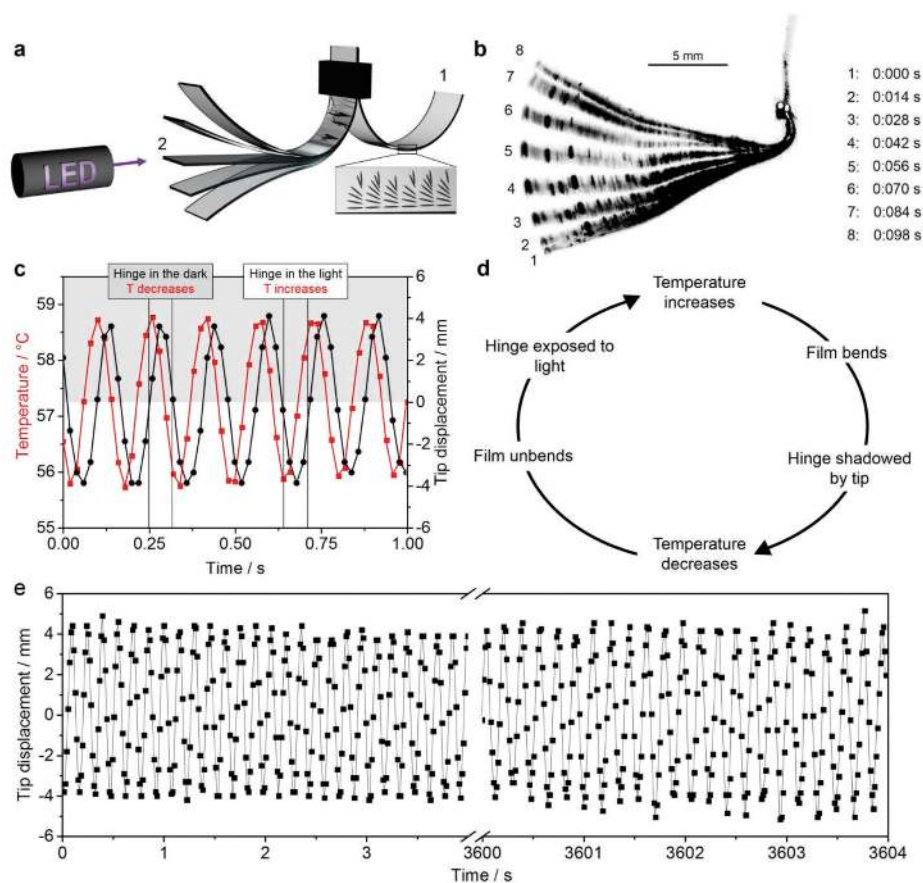 a
1
2
LED
b
5 mm
8
7
6
5
4
3
2
1
1: 0:000 s
2: 0:014 s
3: 0:028 s
4: 0:042 s
5: 0:056 s
6: 0:070 s
7: 0:084 s
8: 0:098 s
c
Hinge in the dark
T decreases
Hinge in the light
T increases
Temperature / °C
59
58
57
56
55
Tip displacement / mm
6
4
2
0
-2
-4
-6
0.00 0.25 0.50 0.75 1.00
Time / s
d
Temperature
increases
Film bends
Hinge shadowed
by tip
Temperature
decreases
Film unbends
Hinge exposed to
light
e
Tip displacement / mm
6
4
2
0
-2
-4
-6
0 1 2 3 3600 3601 3602 3603 3604
Time / s Time / s